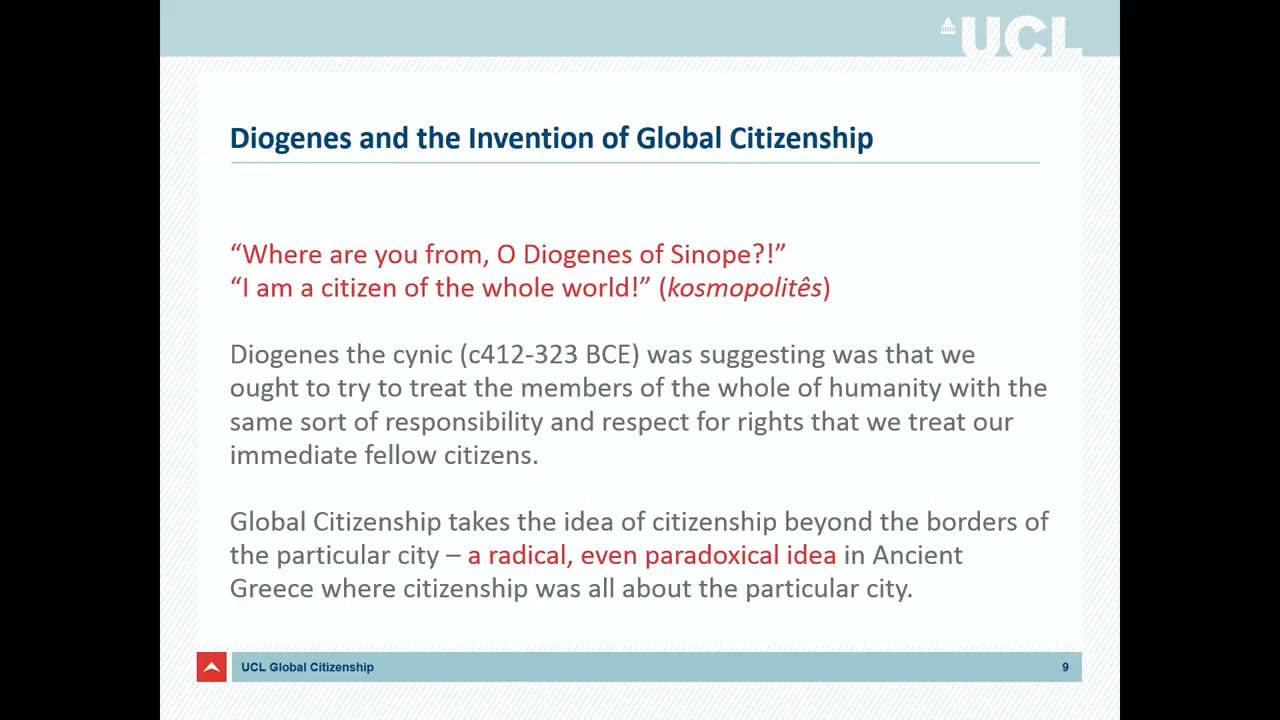 UCL
Diogenes and the Invention of Global Citizenship
“Where are you from, O Diogenes of Sinope?!”
“I am a citizen of the whole world!” (kosmopolitês)
Diogenes the cynic (c412-323 BCE) was suggesting was that we
ought to try to treat the members of the whole of humanity with the
same sort of responsibility and respect for rights that we treat our
immediate fellow citizens.
Global Citizenship takes the idea of citizenship beyond the borders of
the particular city – a radical, even paradoxical idea in Ancient
Greece where citizenship was all about the particular city.
UCL Global Citizenship
9